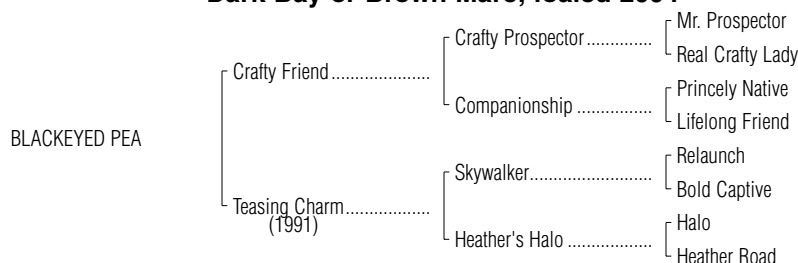 Dark Bay or Brown Mare; foaled 2004
Mr. Prospector
Crafty Prospector..............
Real Crafty Lady
Crafty Friend.....................
Princely Native
Companionship ................
Lifelong Friend
BLACKEYED PEA
Relaunch
Skywalker..........................
Bold Captive
Teasing Charm..................
(1991)
Halo
Heather's Halo ..................
Heather Road